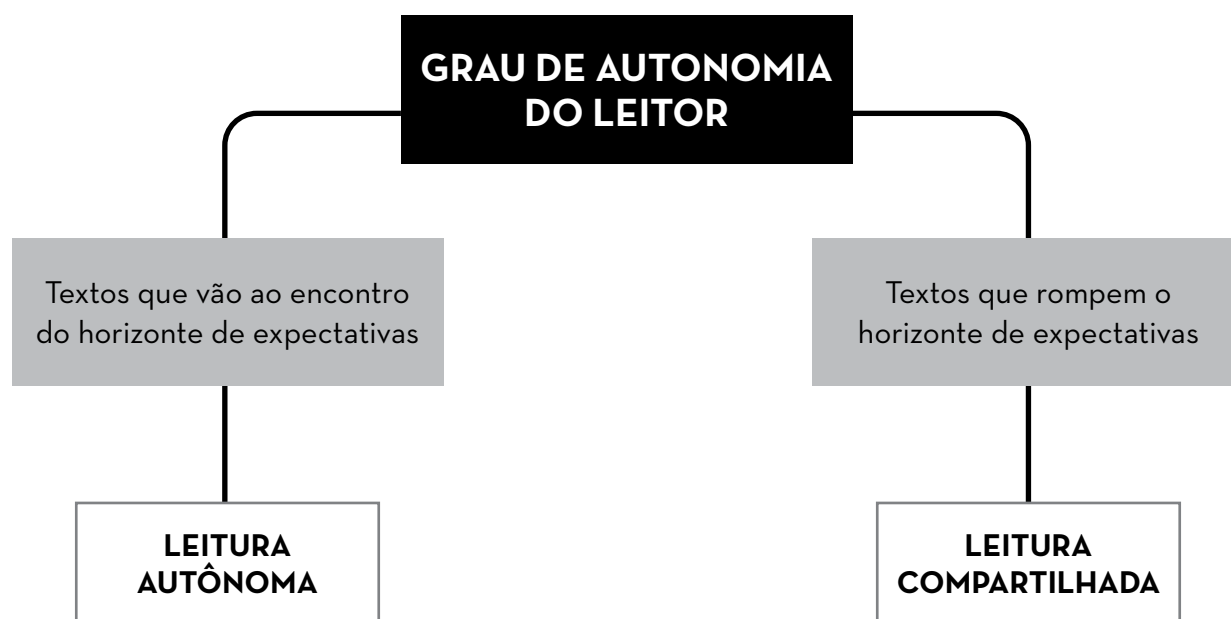 GRAU DE AUTONOMIA
DO LEITOR
Textos que vão ao encontro
do horizonte de expectativas
Textos que rompem o
horizonte de expectativas
LEITURA
AUTÔNOMA
LEITURA
COMPARTILHADA